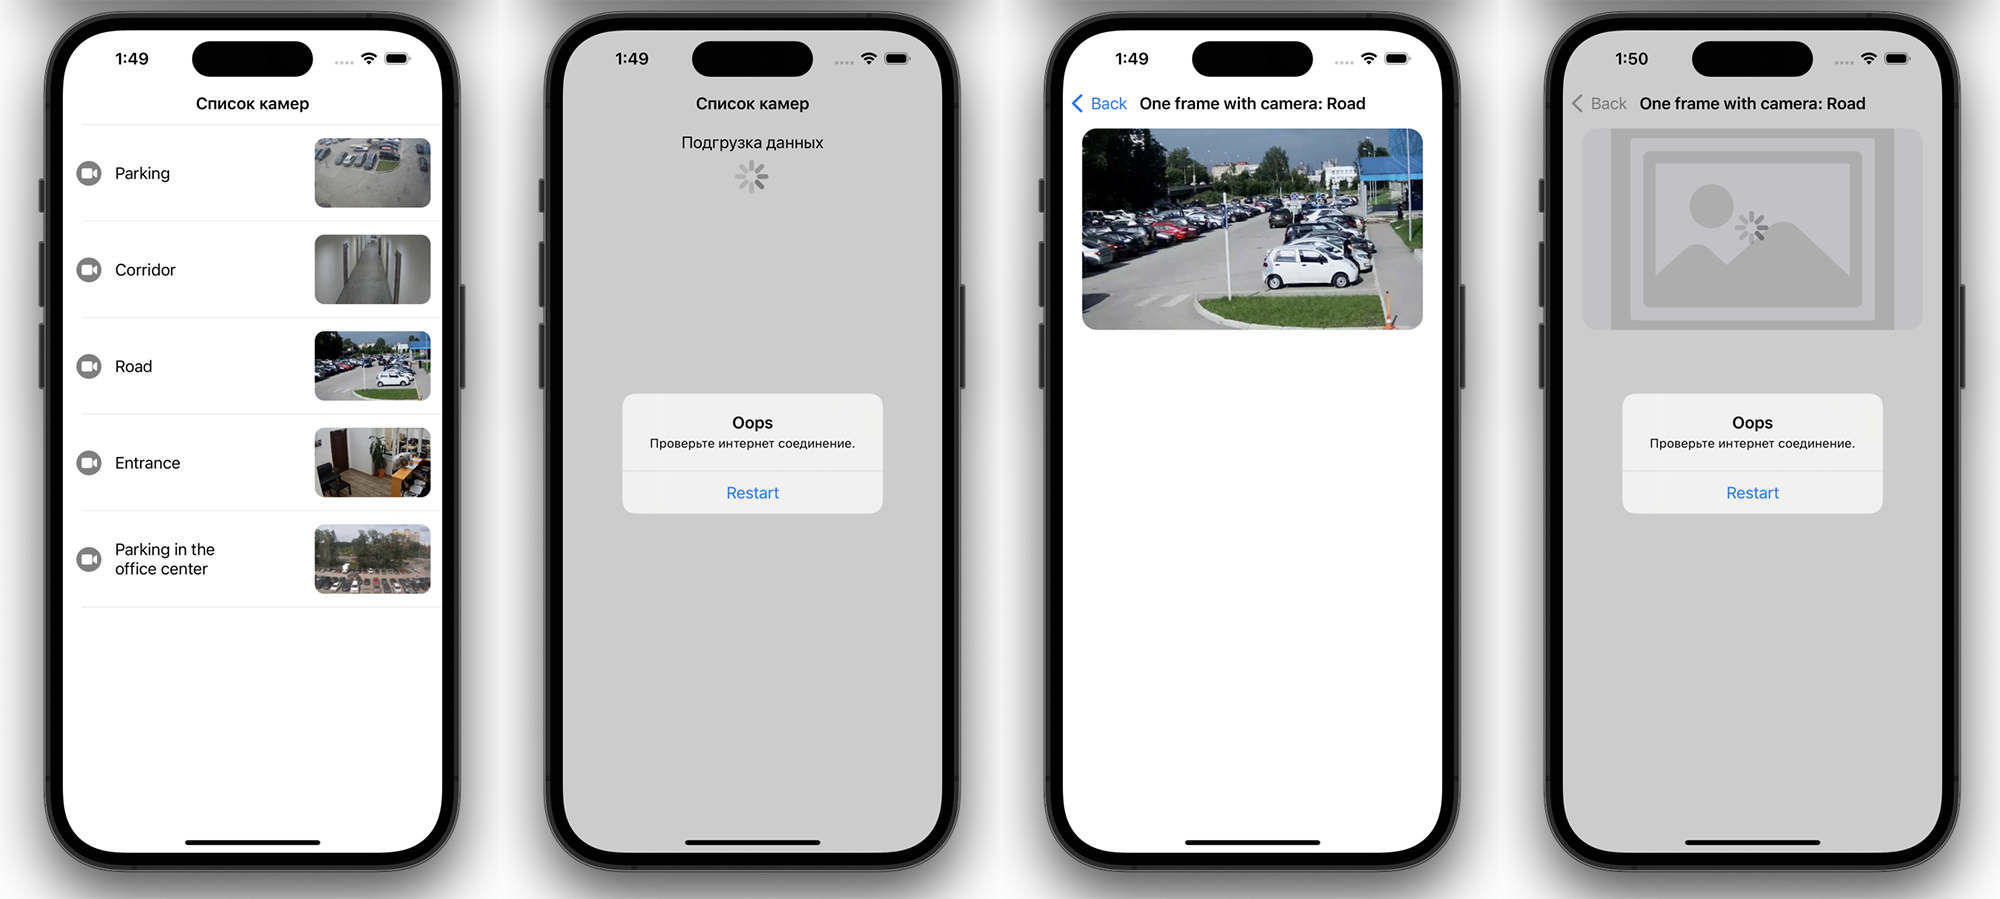 1:49
Список камер
Parking
Corridor
Road
Entrance
Parking in the
office center
1:49
Список камер
Подгрузка данных
Oops
Проверьте интернет соединение.
Restart
1:49
Back One frame with camera: Road
1:50
Back One frame with camera: Road
Oops
Проверьте интернет соединение.
Restart